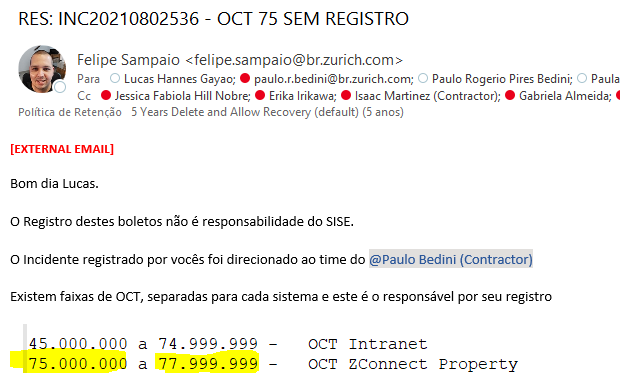 RES: INC20210802536 - OCT 75 SEM REGISTRO
Felipe Sampaio <felipe.sampaio@br.zurich.com>
Para Lucas Hannes Gayao; paulo.r.bedini@br.zurich.com; Paulo Rogerio Pires Bedini; Paula
Cc Jessica Fabiola Hill Nobre; Erika Irikawa; Isaac Martinez (Contractor); Gabriela Almeida;
Política de Retenção 5 Years Delete and Allow Recovery (default) (5 anos)
[EXTERNAL EMAIL]
Bom dia Lucas.
O Registro destes boletos não é responsabilidade do SISE.
O Incidente registrado por vocês foi direcionado ao time do @Paulo Bedini (Contractor)
Existem faixas de OCT, separadas para cada sistema e este é o responsável por seu registro
45.000.000 a 74.999.999 – OCT Intranet
75.000.000 a 77.999.999 – OCT ZConnect Property